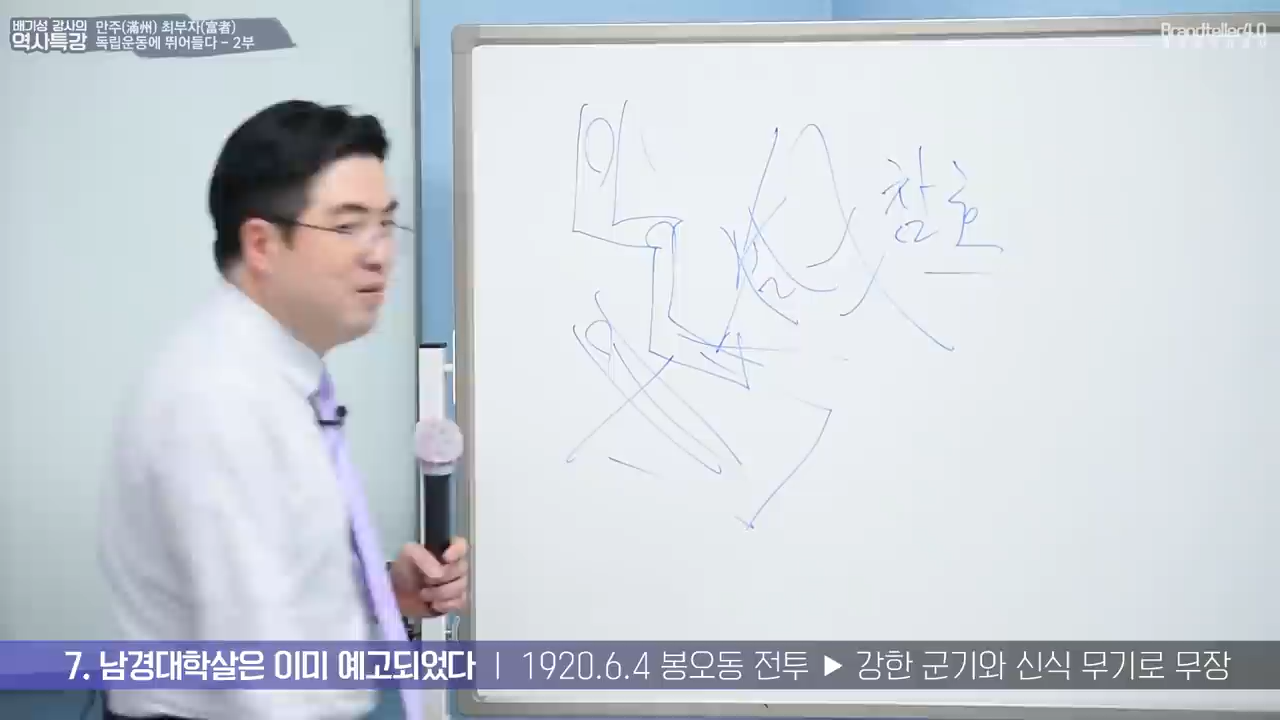 배기성 강사의
역사특강
만주(滿州) 최부자(富者)
독립운동에 뛰어들다 - 2부
Brandteller4.0
참호
7. 남경대학살은 이미 예고되었다 | 1920.6.4 봉오동 전투 ▶ 강한 군기와 신식 무기로 무장